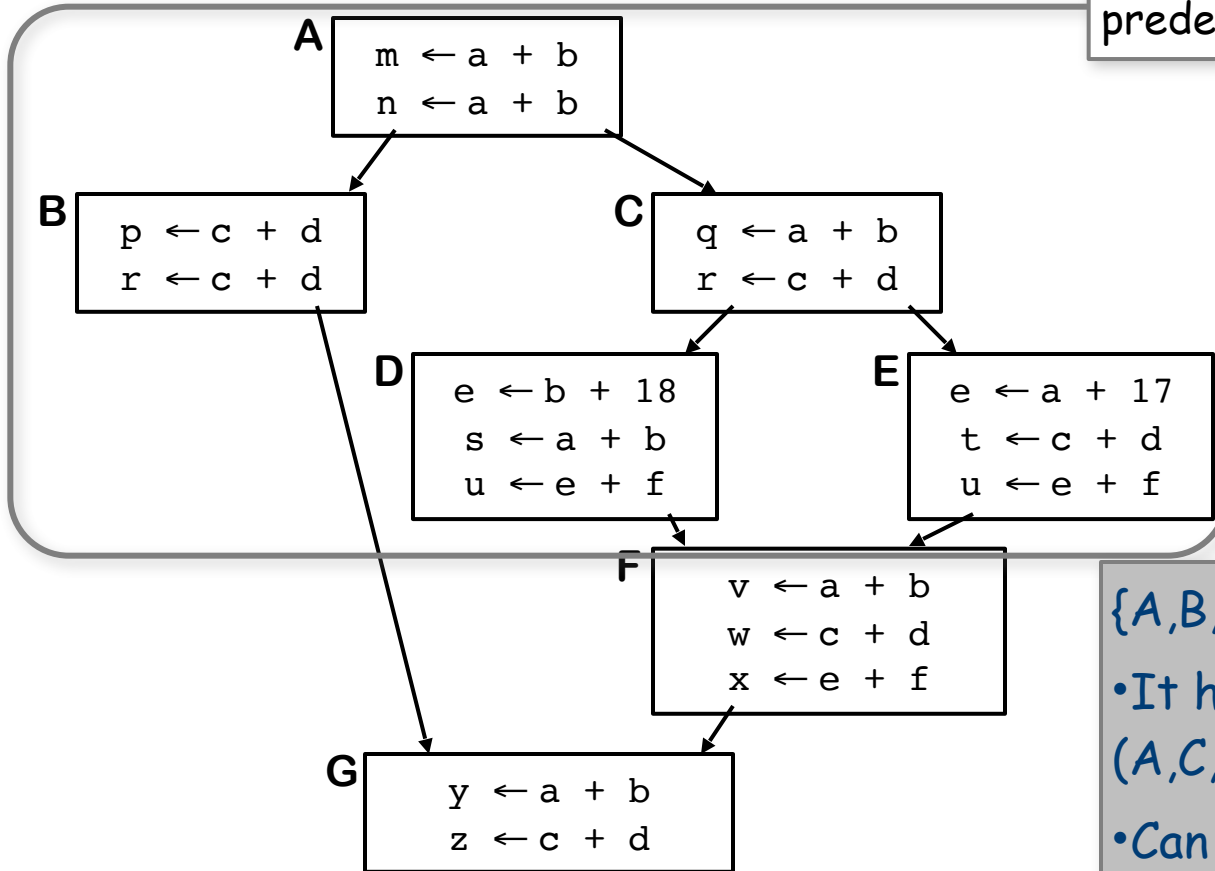 prede
A
m ← a + b
n ← a + b
B
p ← c + d
r ← c + d
C
q ← a + b
r ← c + d
D
e ← b + 18
s ← a + b
u ← e + f
E
e ← a + 17
t ← c + d
u ← e + f
F
v ← a + b
w ← c + d
x ← e + f
G
y ← a + b
z ← c + d
{A,B,
•It h
(A,C,
•Can